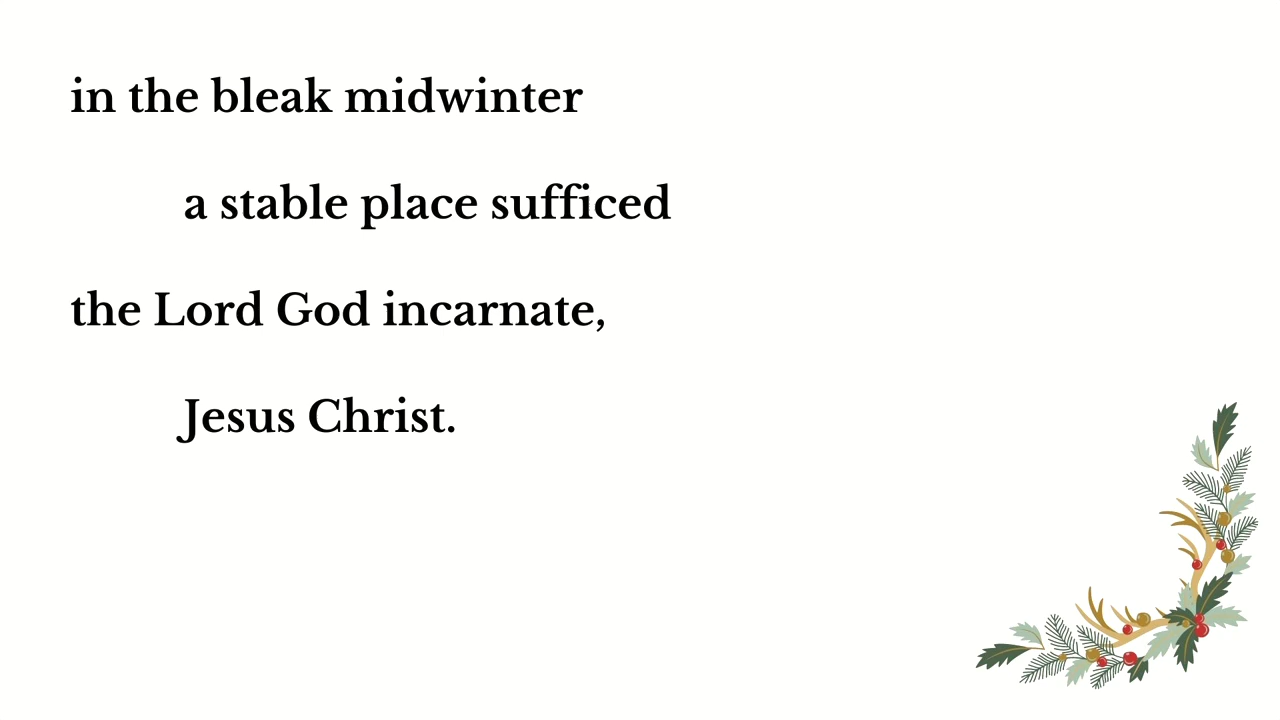 in the bleak midwinter
a stable place sufficed
the Lord God incarnate,
Jesus Christ.